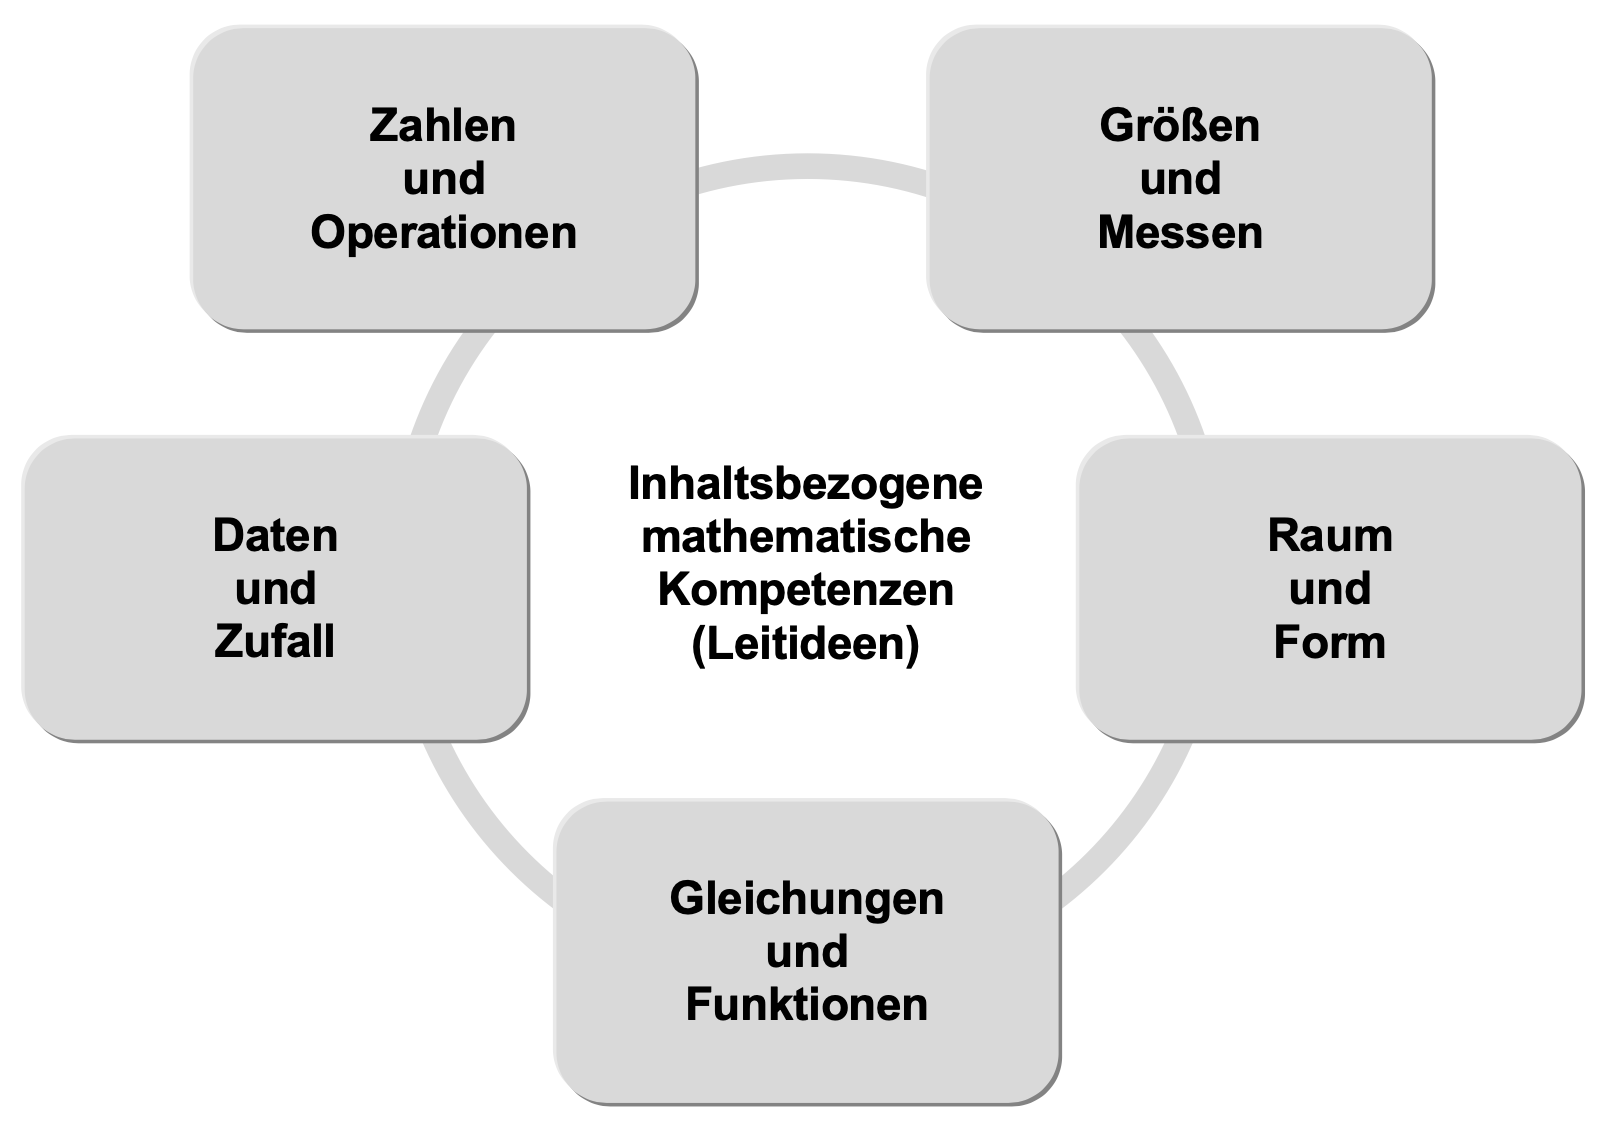 Zahlen
und
Operationen
Größen
und
Messen
Daten
und
Zufall
Inhaltsbezogene
mathematische
Kompetenzen
(Leitideen)
Raum
und
Form
Gleichungen
und
Funktionen